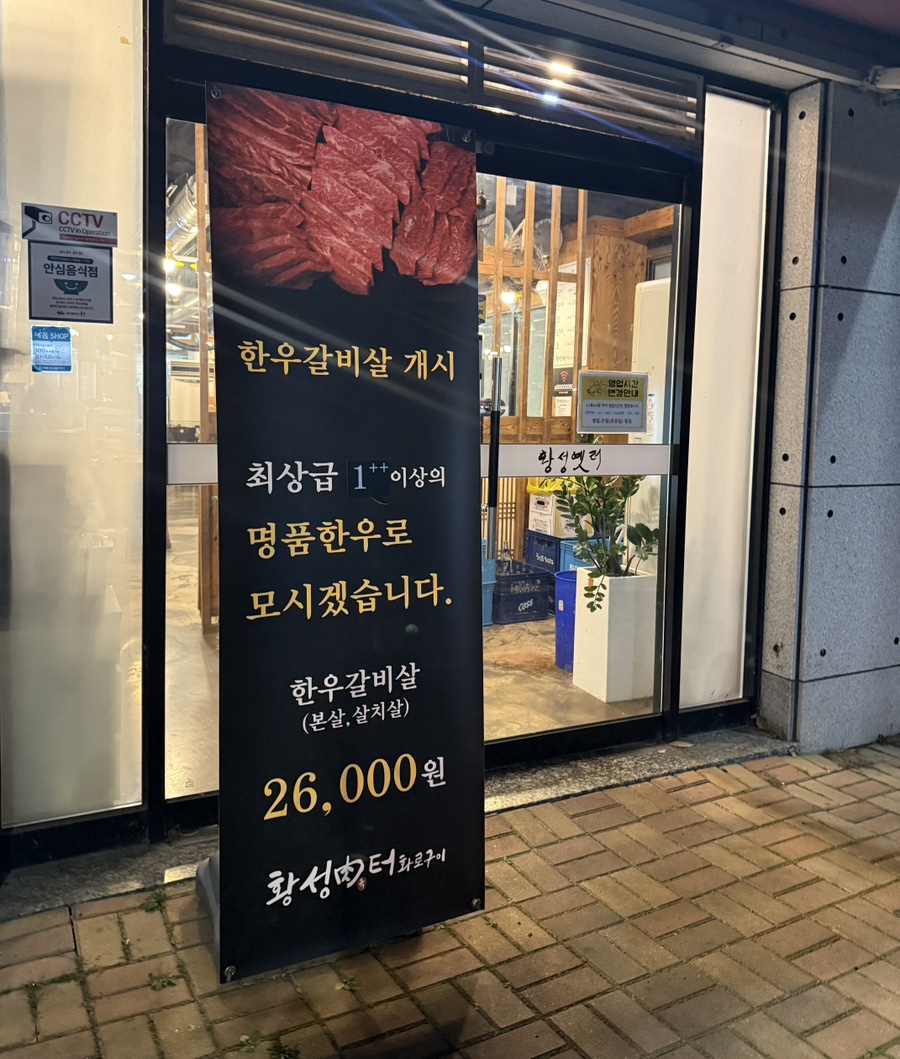 CCTV
CCTV in Operation
안심음식점
SHOP
한우갈비살 개시
최상급 1++이상의
명품한우로
모시겠습니다.
한우갈비살
(본살,살치살)
26,000원
황성肉터 화로구이
영업시간
변경안내
황성옛터
cass